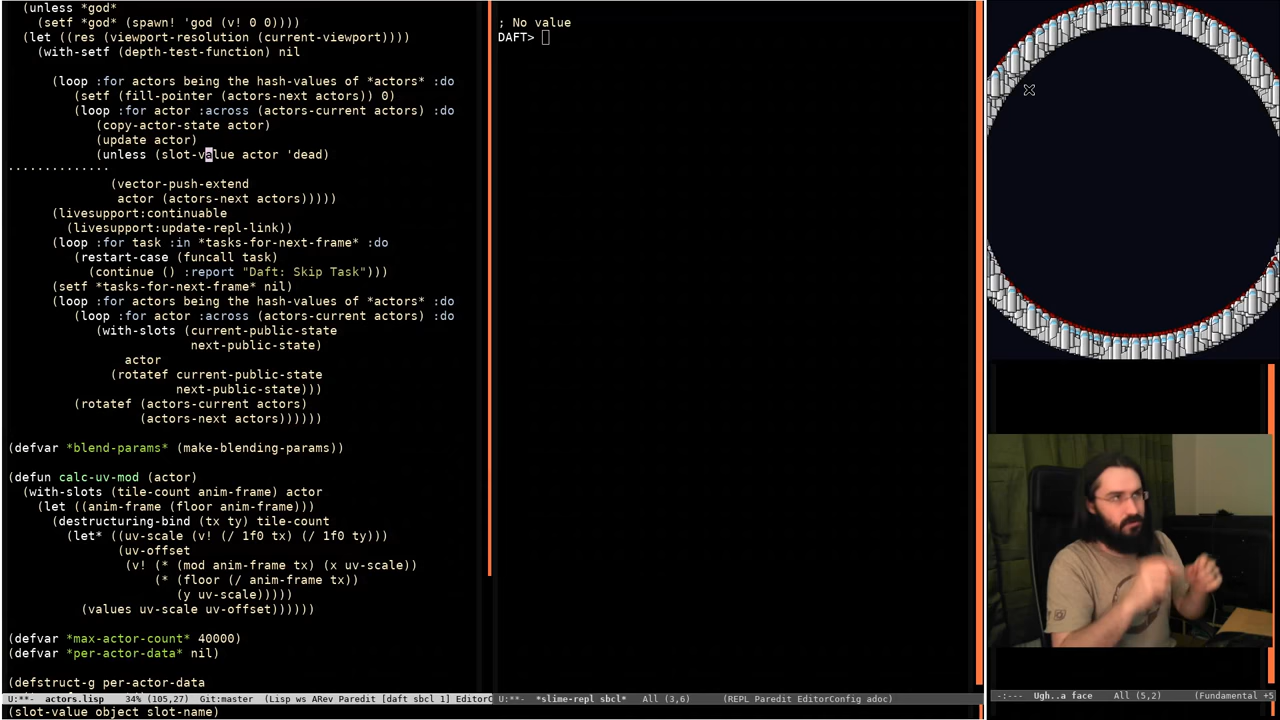 (unless *god*
(setf *god* (spawn! 'god (v! 0 0))))
(let ((res (viewport-resolution (current-viewport))))
(with-setf (depth-test-function) nil
(loop :for actors being the hash-values of *actors* :do
(setf (fill-pointer (actors-next actors)) 0)
(loop :for actor :across (actors-current actors) :do
(copy-actor-state actor)
(update actor)
(unless (slot-value actor 'dead)
..............
(vector-push-extend
actor (actors-next actors)))))
(livesupport:continuable
(livesupport:update-repl-link))
(loop :for task :in *tasks-for-next-frame* :do
(restart-case (funcall task)
(continue () :report "Daft: Skip Task")))
(setf *tasks-for-next-frame* nil)
(loop :for actors being the hash-values of *actors* :do
(loop :for actor :across (actors-current actors) :do
(with-slots (current-public-state
next-public-state)
actor
(rotatef current-public-state
next-public-state)))
(rotatef (actors-current actors)
(actors-next actors))))))
(defvar *blend-params* (make-blending-params))
(defun calc-uv-mod (actor)
(with-slots (tile-count anim-frame) actor
(let ((anim-frame (floor anim-frame)))
(destructuring-bind (tx ty) tile-count
(let* ((uv-scale (v! (/ 1f0 tx) (/ 1f0 ty)))
(uv-offset
(v! (* (mod anim-frame tx) (x uv-scale))
(* (floor (/ anim-frame tx))
(y uv-scale)))))
(values uv-scale uv-offset))))))
(defvar *max-actor-count* 40000)
(defvar *per-actor-data* nil)
(defstruct-g per-actor-data
U:**- actors.lisp 34% (105,27) Git:master (Lisp ws ARev Paredit [daft sbcl 1] EditorC
(slot-value object slot-name)
; No value
DAFT>
U:**- *slime-repl sbcl* All (3,6) (REPL Paredit EditorConfig adoc)
-:--- Ugh..a face All (5,2) (Fundamental +5